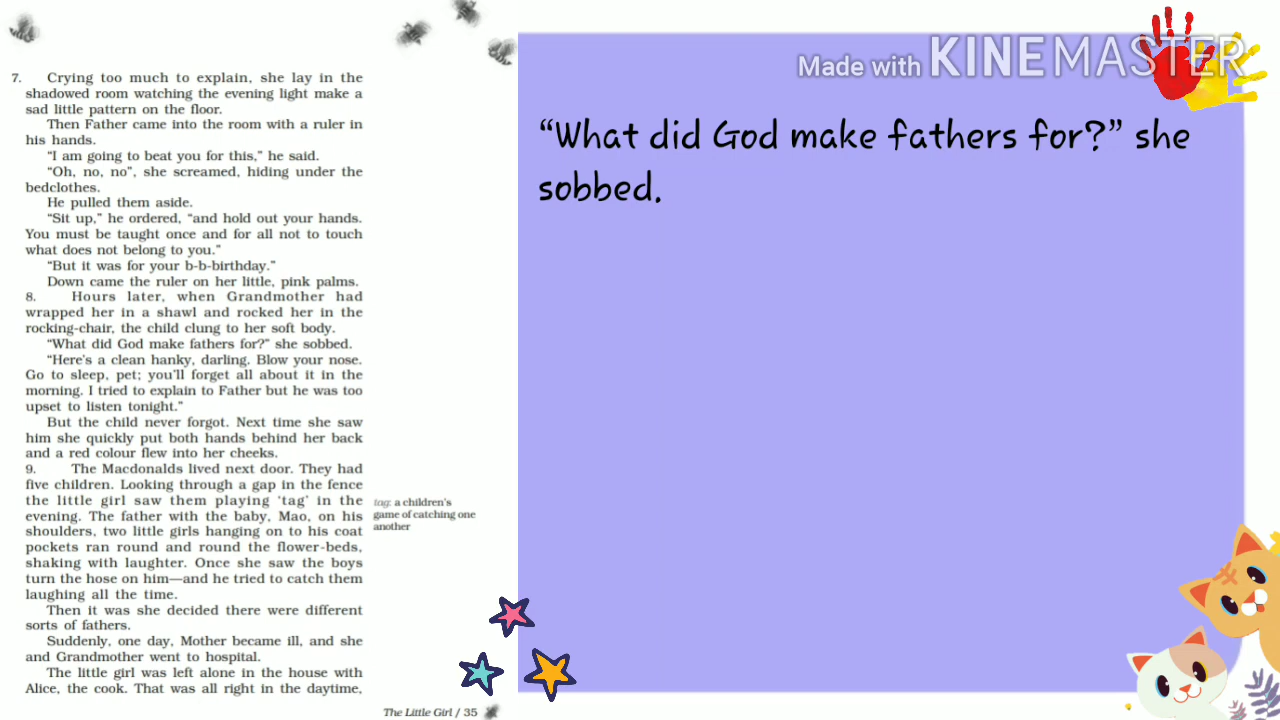 7. Crying too much to explain, she lay in the
shadowed room watching the evening light make a
sad little pattern on the floor.
Then Father came into the room with a ruler in
his hands.
“I am going to beat you for this,” he said.
“Oh, no, no”, she screamed, hiding under the
bedclothes.
He pulled them aside.
“Sit up,” he ordered, “and hold out your hands.
You must be taught once and for all not to touch
what does not belong to you.”
“But it was for your b-b-birthday.”
Down came the ruler on her little, pink palms.
8. Hours later, when Grandmother had
wrapped her in a shawl and rocked her in the
rocking-chair, the child clung to her soft body.
“What did God make fathers for?” she sobbed.
“Here’s a clean hanky, darling. Blow your nose.
Go to sleep, pet; you’ll forget all about it in the
morning. I tried to explain to Father but he was too
upset to listen tonight.”
But the child never forgot. Next time she saw
him she quickly put both hands behind her back
and a red colour flew into her cheeks.
9. The Macdonalds lived next door. They had
five children. Looking through a gap in the fence
the little girl saw them playing ‘tag’ in the
evening. The father with the baby, Mao, on his
shoulders, two little girls hanging on to his coat
pockets ran round and round the flower-beds,
shaking with laughter. Once she saw the boys
turn the hose on him—and he tried to catch them
laughing all the time.
Then it was she decided there were different
sorts of fathers.
Suddenly, one day, Mother became ill, and she
and Grandmother went to hospital.
The little girl was left alone in the house with
Alice, the cook. That was all right in the daytime,
tag: a children’s
game of catching one
another
The Little Girl / 35
Made with KINEMASTER
“What did God make fathers for?” she
sobbed.